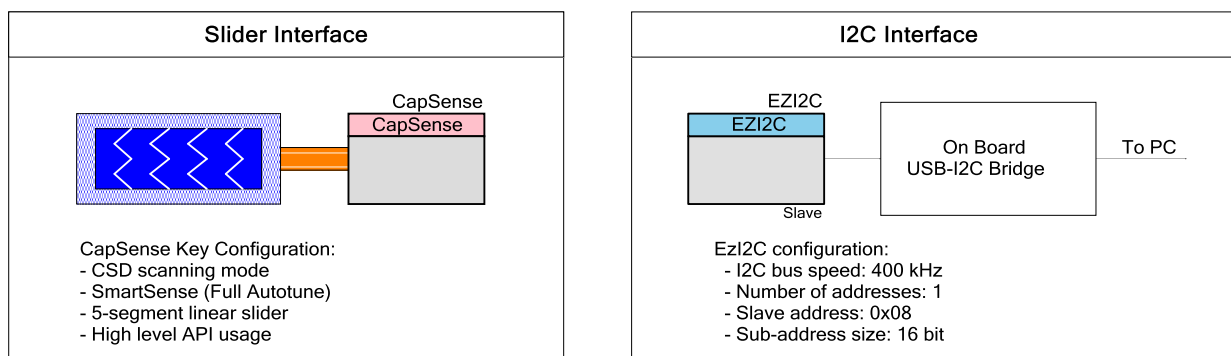 Slider Interface
CapSense
CapSense
CapSense Key Configuration:
- CSD scanning mode
- SmartSense (Full Autotune)
- 5-segment linear slider
- High level API usage
I2C Interface
EZI2C
EZI2C
Slave
On Board
USB-I2C Bridge
To PC
EzI2C configuration:
- I2C bus speed: 400 kHz
- Number of addresses: 1
- Slave address: 0x08
- Sub-address size: 16 bit